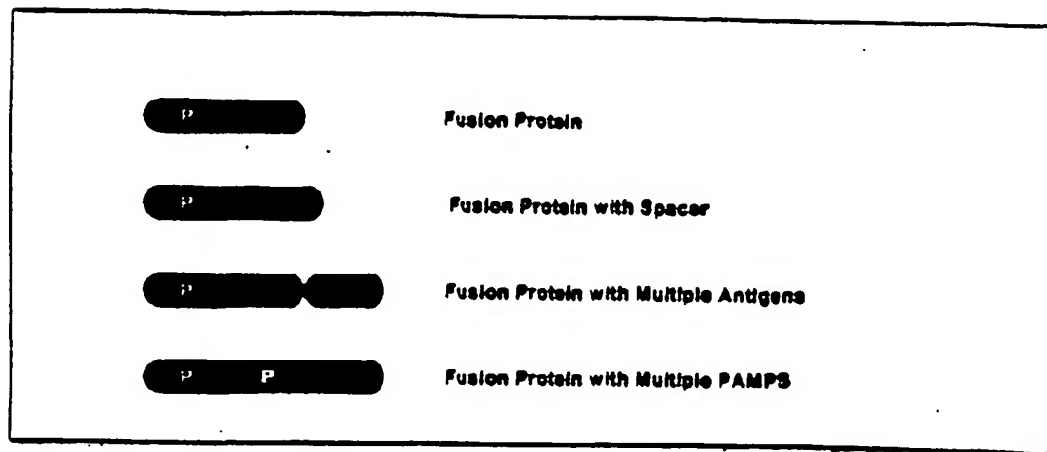 P Fusion Protein
P Fusion Protein with Spacer
P Fusion Protein with Multiple Antigens
P P Fusion Protein with Multiple PAMPS